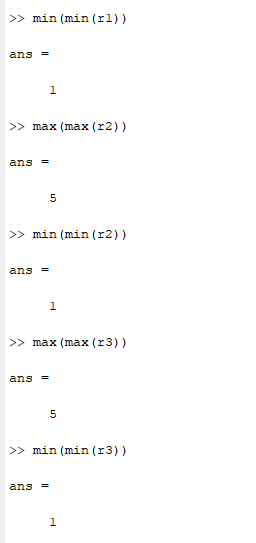 >> min(min(r1))
ans =
1
>> max(max(r2))
ans =
5
>> min(min(r2))
ans =
1
>> max(max(r3))
ans =
5
>> min(min(r3))
ans =
1